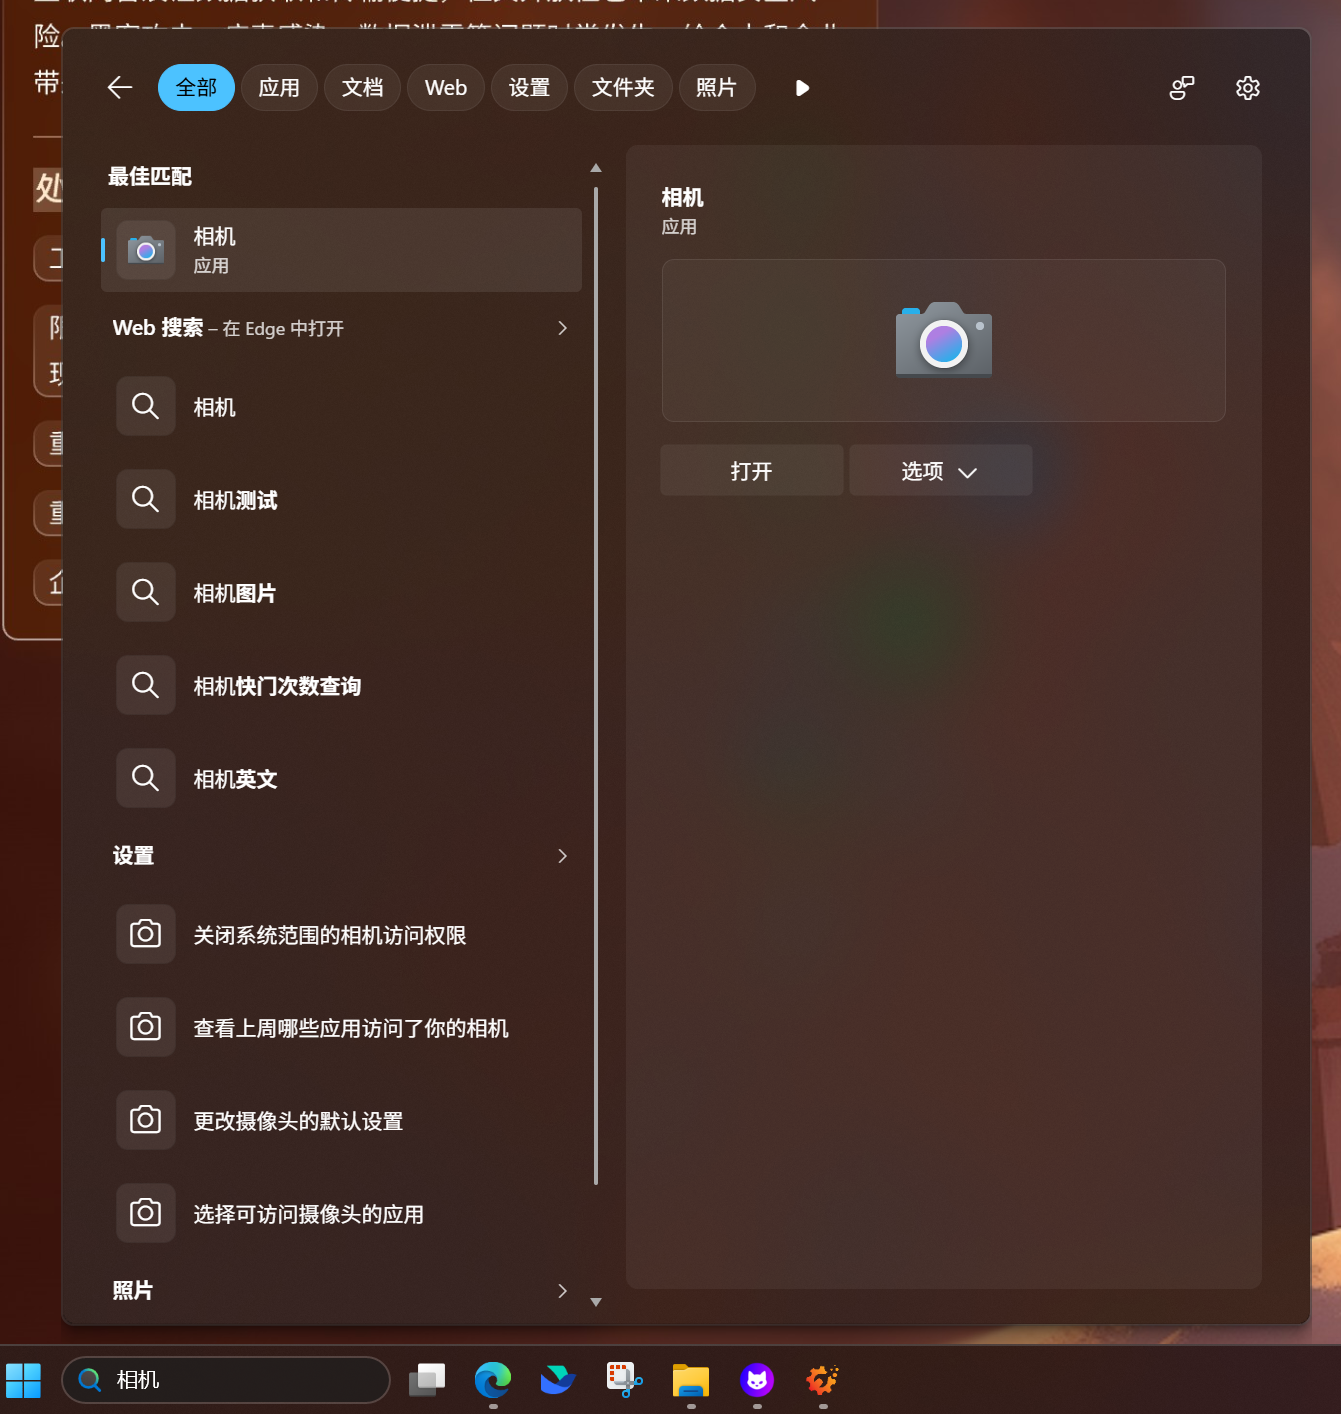 险
带
处
全部
应用
文档
Web
设置
文件夹
照片
最佳匹配
相机
应用
Web 搜索 – 在 Edge 中打开
相机
相机测试
相机图片
相机快门次数查询
相机英文
设置
关闭系统范围的相机访问权限
查看上周哪些应用访问了你的相机
更改摄像头的默认设置
选择可访问摄像头的应用
照片
相机
应用
打开
选项
相机